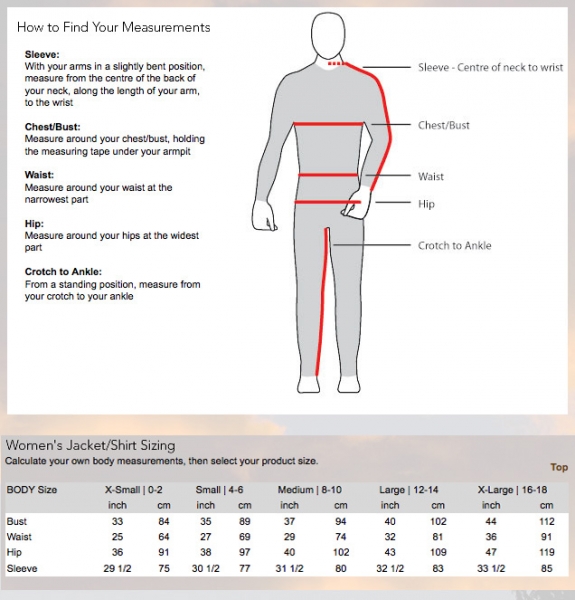 How to Find Your Measurements
Sleeve:
With your arms in a slightly bent position,
measure from the centre of the back of
your neck, along the length of your arm,
to the wrist
Chest/Bust:
Measure around your chest/bust, holding
the measuring tape under your armpit
Waist:
Measure around your waist at the
narrowest part
Hip:
Measure around your hips at the widest
part
Crotch to Ankle:
From a standing position, measure from
your crotch to your ankle
Sleeve - Centre of neck to wrist
Chest/Bust
Waist
Hip
Crotch to Ankle
Women's Jacket/Shirt Sizing
Calculate your own body measurements, then select your product size.
Top
BODY Size X-Small | 0-2 Small | 4-6 Medium | 8-10 Large | 12-14 X-Large | 16-18
inch cm inch cm inch cm inch cm inch cm
Bust 33 84 35 89 37 94 40 102 44 112
Waist 25 64 27 69 29 74 32 81 36 91
Hip 36 91 38 97 40 102 43 109 47 119
Sleeve 29 1/2 75 30 1/2 77 31 1/2 80 32 1/2 83 33 1/2 85